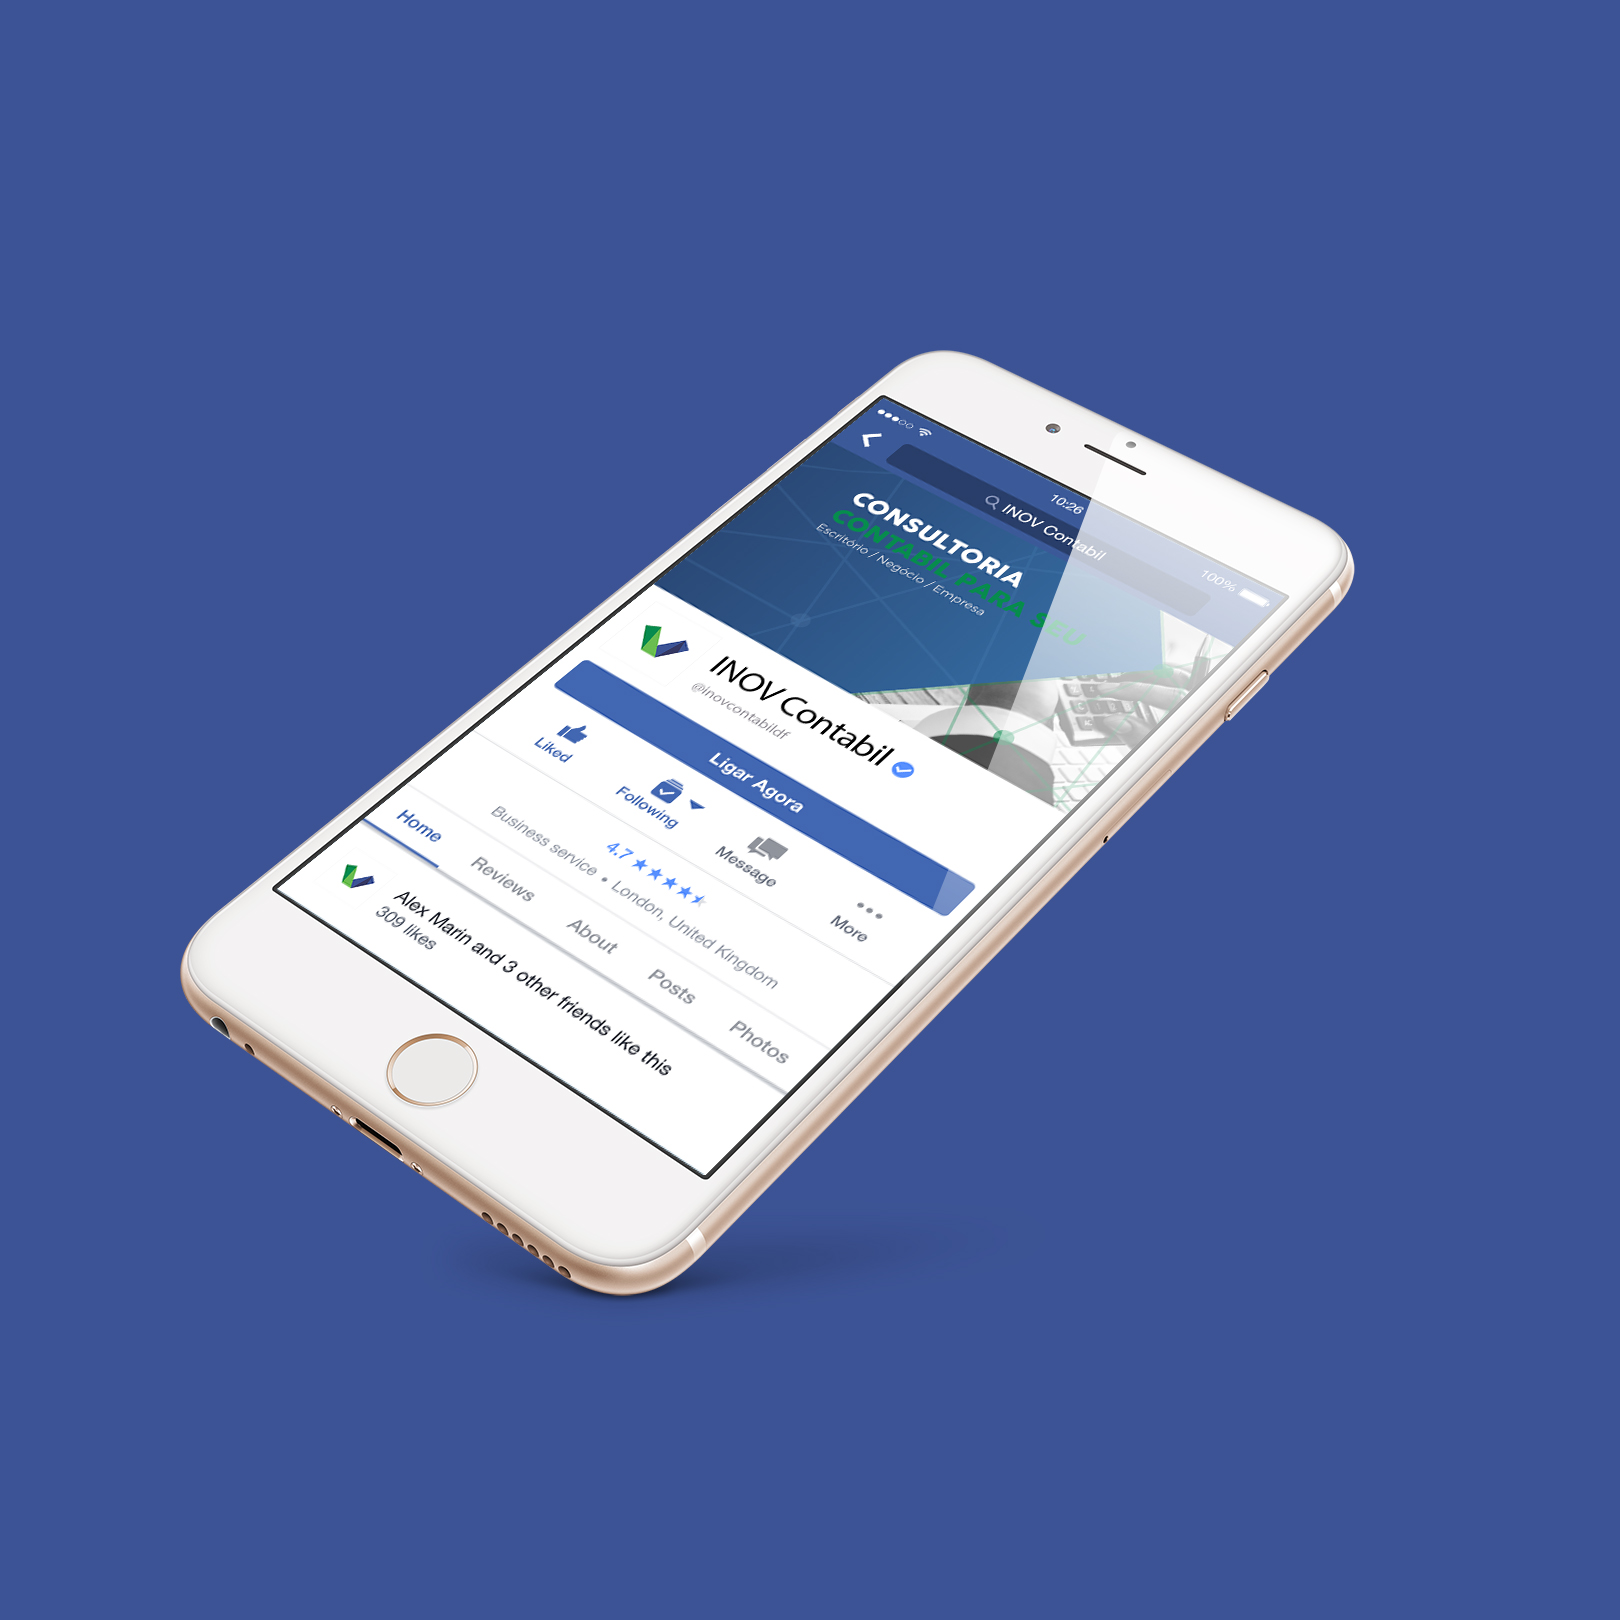 10:26
100%
INOV Contabil
CONSULTORIA
CONTABIL PARA SEU
Escritório / Negócio / Empresa
INOV Contabil
@inovcontabildf
Ligar Agora
Liked
Following
Message
More
4.7
Business service • London, United Kingdom
Home
Reviews
About
Posts
Photos
Alex Marin and 3 other friends like this
309 likes